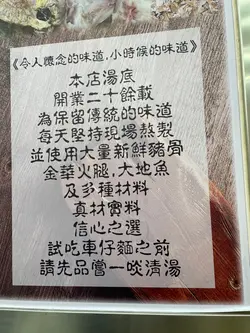 《令人懷念的味道,小時候的味道》
本店湯底
開業二十餘載
為保留傳統的味道
每天堅持現場熬製
並使用大量新鮮豬骨
金華火腿,大地魚
及多種材料
真材實料
信心之選
試吃車仔麵之前
請先品嘗一啖清湯